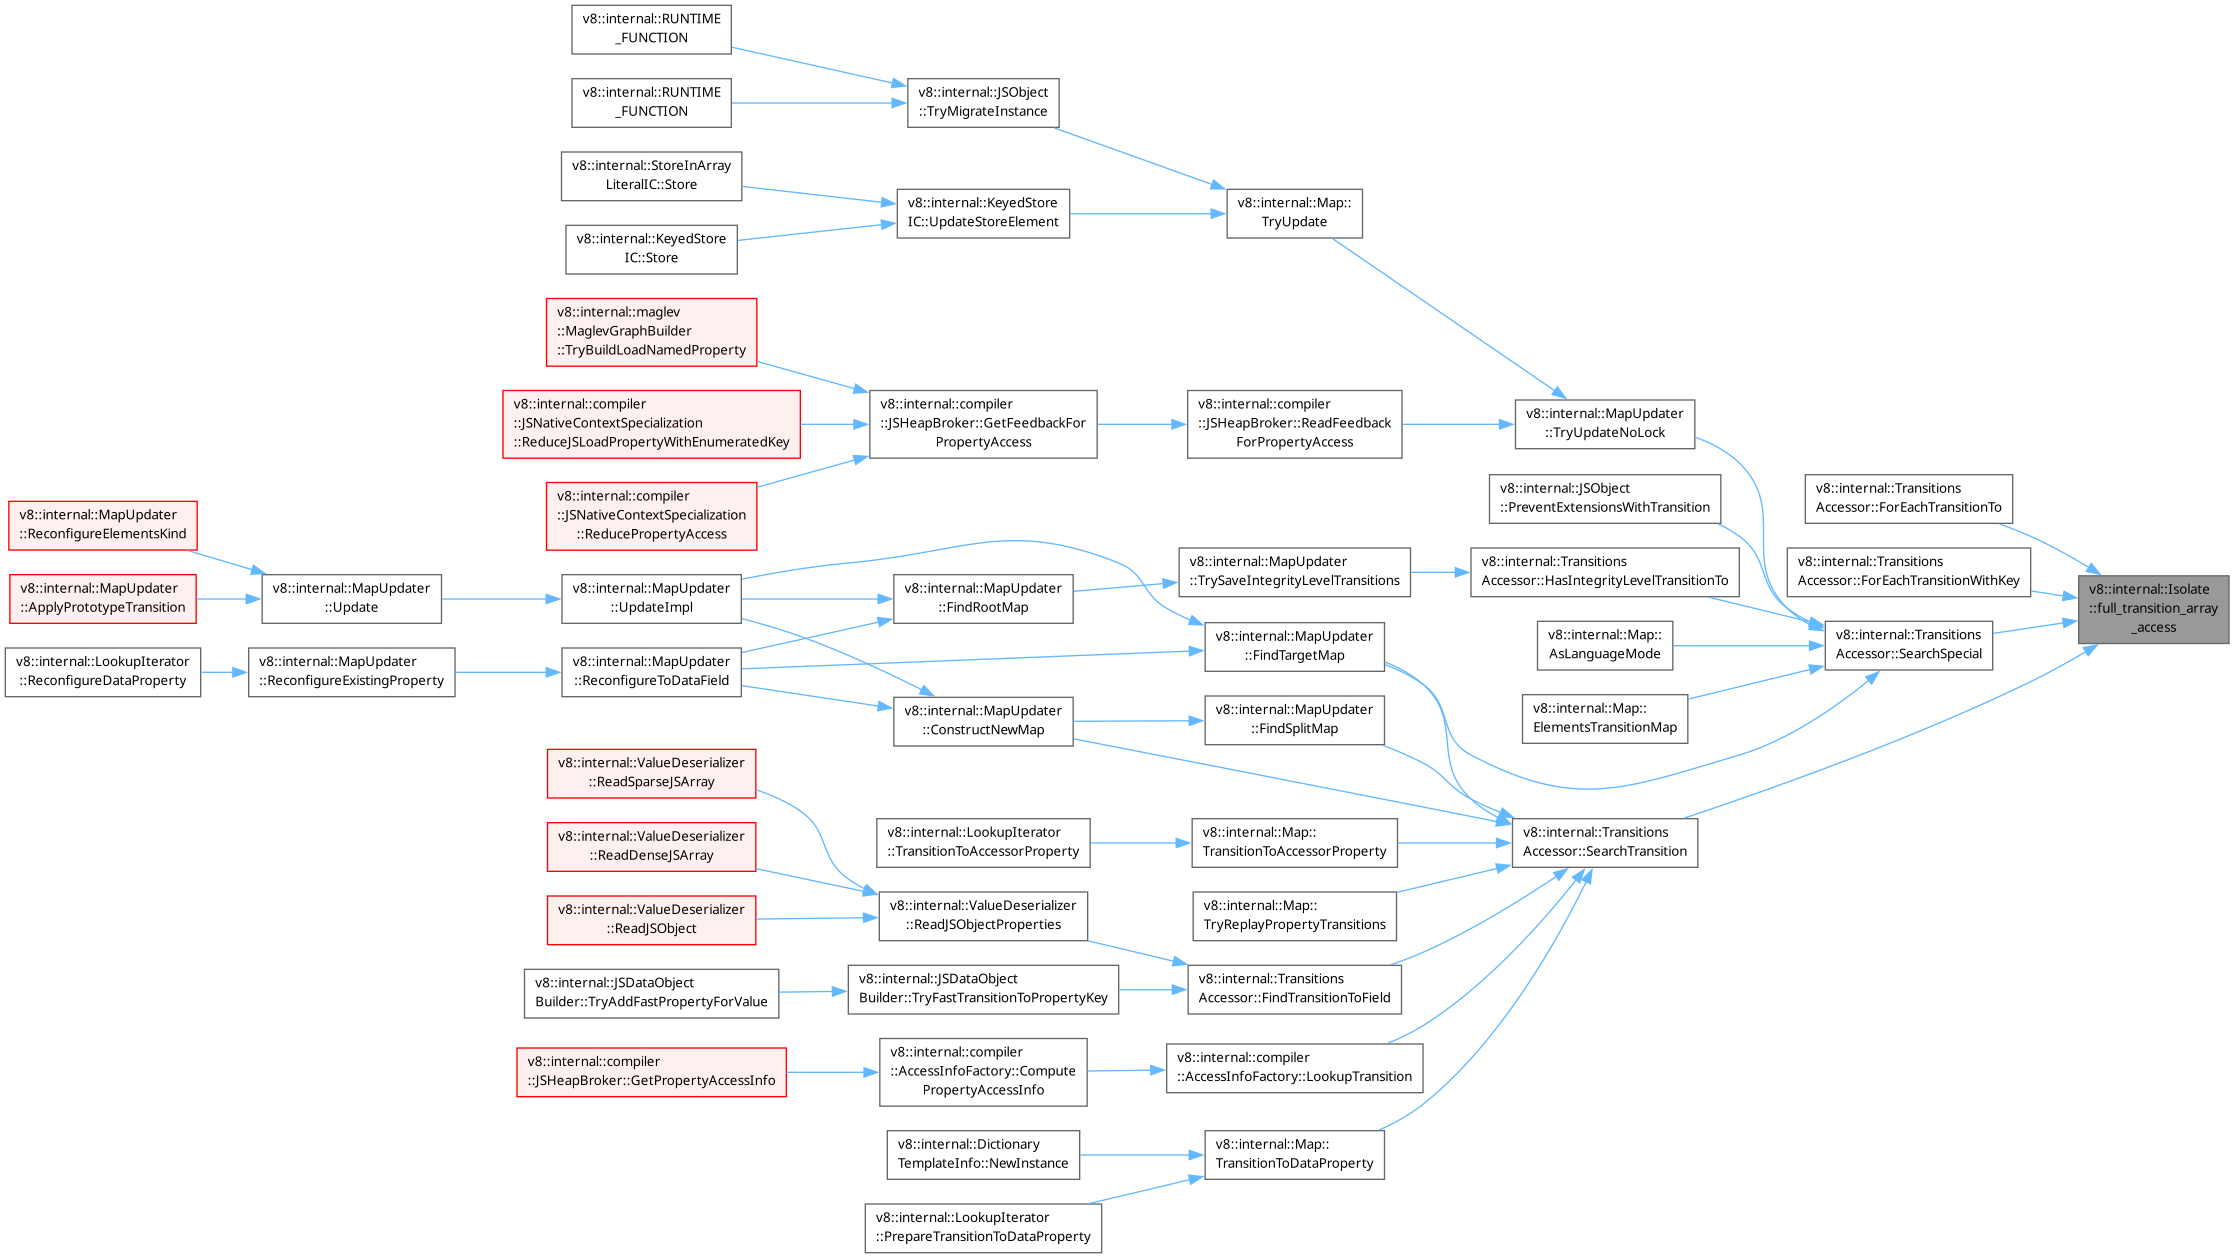 v8::internal::RUNTIME
_FUNCTION
v8::internal::RUNTIME
_FUNCTION
v8::internal::JSObject
::TryMigrateInstance
v8::internal::StoreInArray
LiteralIC::Store
v8::internal::KeyedStore
IC::UpdateStoreElement
v8::internal::Map::
TryUpdate
v8::internal::KeyedStore
IC::Store
v8::internal::maglev
::MaglevGraphBuilder
::TryBuildLoadNamedProperty
v8::internal::compiler
::JSNativeContextSpecialization
::ReduceJSLoadPropertyWithEnumeratedKey
v8::internal::compiler
::JSHeapBroker::GetFeedbackFor
PropertyAccess
v8::internal::compiler
::JSHeapBroker::ReadFeedback
ForPropertyAccess
v8::internal::MapUpdater
::TryUpdateNoLock
v8::internal::compiler
::JSNativeContextSpecialization
::ReducePropertyAccess
v8::internal::JSObject
::PreventExtensionsWithTransition
v8::internal::Transitions
Accessor::ForEachTransitionTo
v8::internal::MapUpdater
::ReconfigureElementsKind
v8::internal::MapUpdater
::ApplyPrototypeTransition
v8::internal::MapUpdater
::Update
v8::internal::MapUpdater
::UpdateImpl
v8::internal::MapUpdater
::FindRootMap
v8::internal::MapUpdater
::TrySaveIntegrityLevelTransitions
v8::internal::Transitions
Accessor::HasIntegrityLevelTransitionTo
v8::internal::Transitions
Accessor::ForEachTransitionWithKey
v8::internal::Isolate
::full_transition_array
_access
v8::internal::LookupIterator
::ReconfigureDataProperty
v8::internal::MapUpdater
::ReconfigureExistingProperty
v8::internal::MapUpdater
::ReconfigureToDataField
v8::internal::MapUpdater
::FindTargetMap
v8::internal::Map::
AsLanguageMode
v8::internal::Transitions
Accessor::SearchSpecial
v8::internal::MapUpdater
::ConstructNewMap
v8::internal::MapUpdater
::FindSplitMap
v8::internal::Map::
ElementsTransitionMap
v8::internal::ValueDeserializer
::ReadSparseJSArray
v8::internal::ValueDeserializer
::ReadDenseJSArray
v8::internal::LookupIterator
::TransitionToAccessorProperty
v8::internal::Map::
TransitionToAccessorProperty
v8::internal::Transitions
Accessor::SearchTransition
v8::internal::ValueDeserializer
::ReadJSObject
v8::internal::ValueDeserializer
::ReadJSObjectProperties
v8::internal::Map::
TryReplayPropertyTransitions
v8::internal::JSDataObject
Builder::TryAddFastPropertyForValue
v8::internal::JSDataObject
Builder::TryFastTransitionToPropertyKey
v8::internal::Transitions
Accessor::FindTransitionToField
v8::internal::compiler
::JSHeapBroker::GetPropertyAccessInfo
v8::internal::compiler
::AccessInfoFactory::Compute
PropertyAccessInfo
v8::internal::compiler
::AccessInfoFactory::LookupTransition
v8::internal::Dictionary
TemplateInfo::NewInstance
v8::internal::Map::
TransitionToDataProperty
v8::internal::LookupIterator
::PrepareTransitionToDataProperty